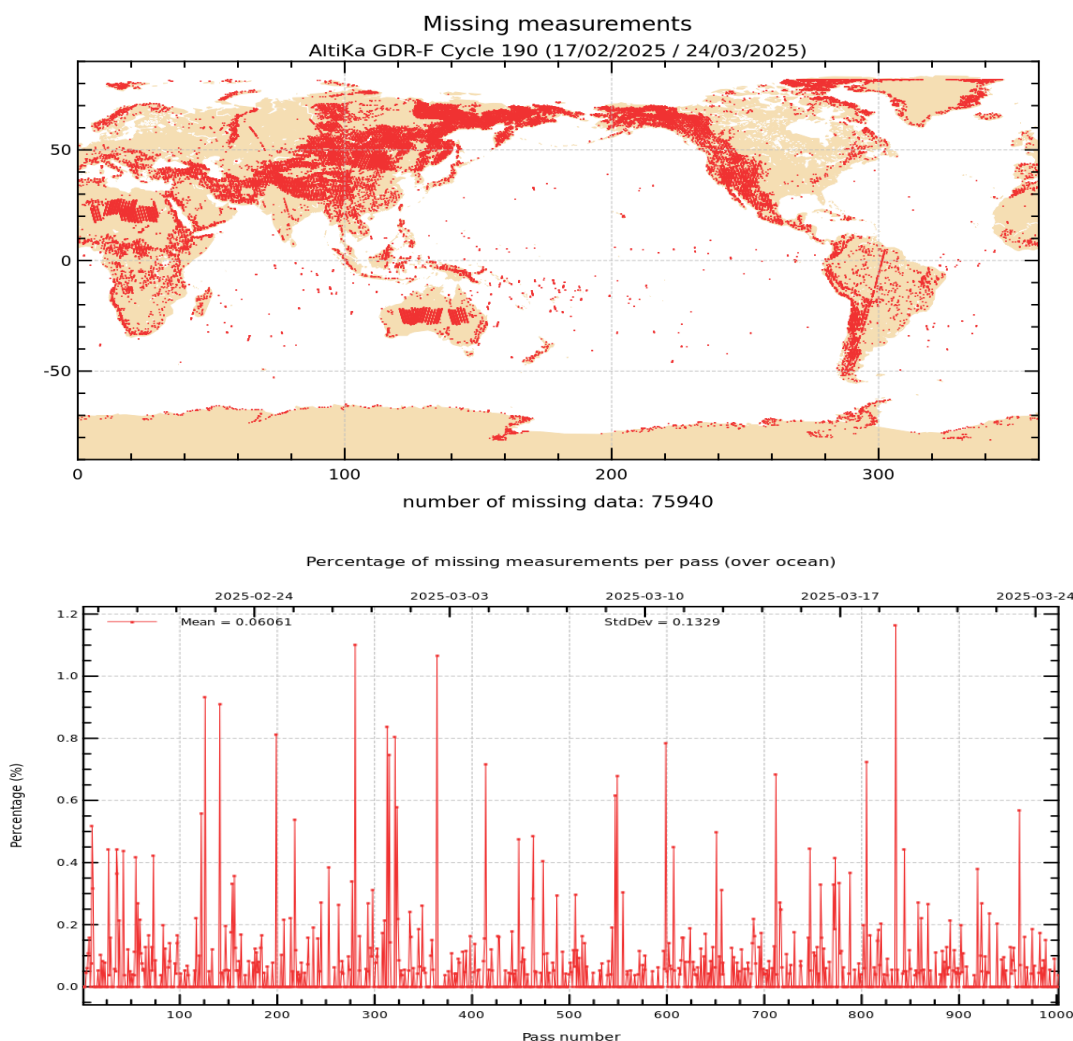 Missing measurements
AltiKa GDR-F Cycle 190 (17/02/2025 / 24/03/2025)
50
0
-50
0 100 200 300
number of missing data: 75940
Percentage of missing measurements per pass (over ocean)
2025-02-24 2025-03-03 2025-03-10 2025-03-17 2025-03-24
Mean = 0.06061 StdDev = 0.1329
1.2
1.0
0.8
0.6
0.4
0.2
0.0
Percentage (%)
100 200 300 400 500 600 700 800 900 1000
Pass number